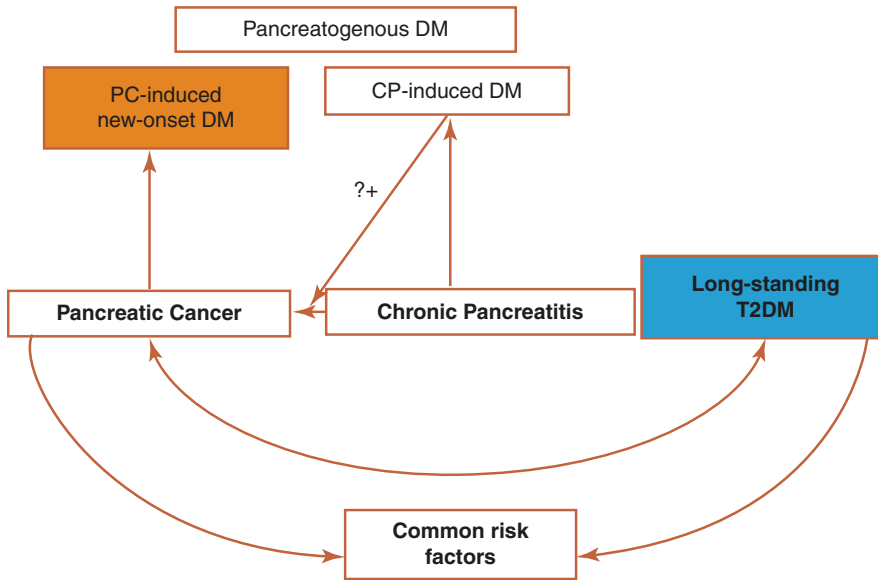 Pancreatogenous DM
PC-induced
new-onset DM
CP-induced DM
?+
Pancreatic Cancer
Chronic Pancreatitis
Long-standing
T2DM
Common risk
factors